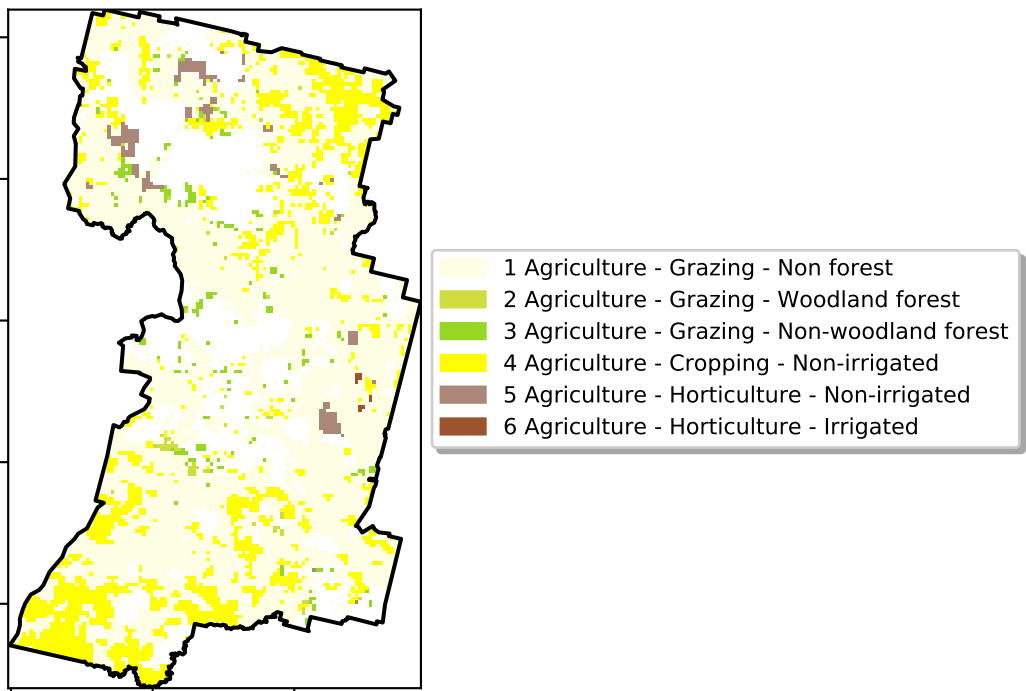 1 Agriculture - Grazing - Non forest
2 Agriculture - Grazing - Woodland forest
3 Agriculture - Grazing - Non-woodland forest
4 Agriculture - Cropping - Non-irrigated
5 Agriculture - Horticulture - Non-irrigated
6 Agriculture - Horticulture - Irrigated